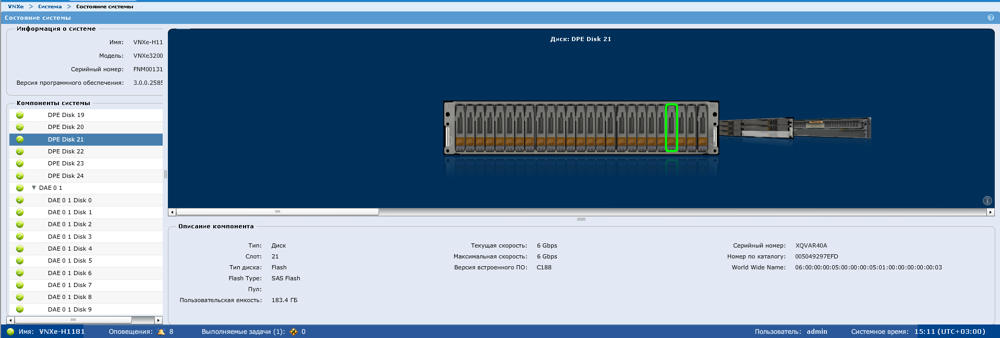 VNXe > Система > Состояние системы
Состояние системы
Информация о системе
Имя: VNXe-H11
Модель: VNXe3200
Серийный номер: FNM00131
Версия программного обеспечения: 3.0.0.2585
Компоненты системы
DPE Disk 19
DPE Disk 20
DPE Disk 21
DPE Disk 22
DPE Disk 23
DPE Disk 24
DAE 0 1
DAE 0 1 Disk 0
DAE 0 1 Disk 1
DAE 0 1 Disk 2
DAE 0 1 Disk 3
DAE 0 1 Disk 4
DAE 0 1 Disk 5
DAE 0 1 Disk 6
DAE 0 1 Disk 7
DAE 0 1 Disk 8
DAE 0 1 Disk 9
Диск: DPE Disk 21
Описание компонента
Тип: Диск
Слот: 21
Тип диска: Flash
Flash Type: SAS Flash
Пул:
Пользовательская емкость: 183.4 ГБ
Текущая скорость: 6 Gbps
Максимальная скорость: 6 Gbps
Версия встроенного ПО: C188
Серийный номер: XQVAR40A
Номер по каталогу: 005049297EFD
World Wide Name: 06:00:00:00:05:00:00:00:05:01:00:00:00:00:00:03
Имя: VNXe-H1181 Оповещения: 8 Выполняемые задачи (1): 0 Пользователь: admin Системное время: 15:11 (UTC+03:00)